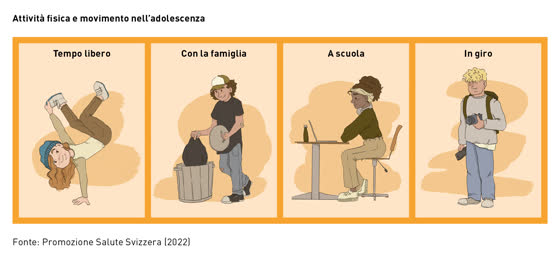 Attività fisica e movimento nell'adolescenza
Tempo libero
Con la famiglia
A scuola
In giro
Fonte: Promozione Salute Svizzera (2022)